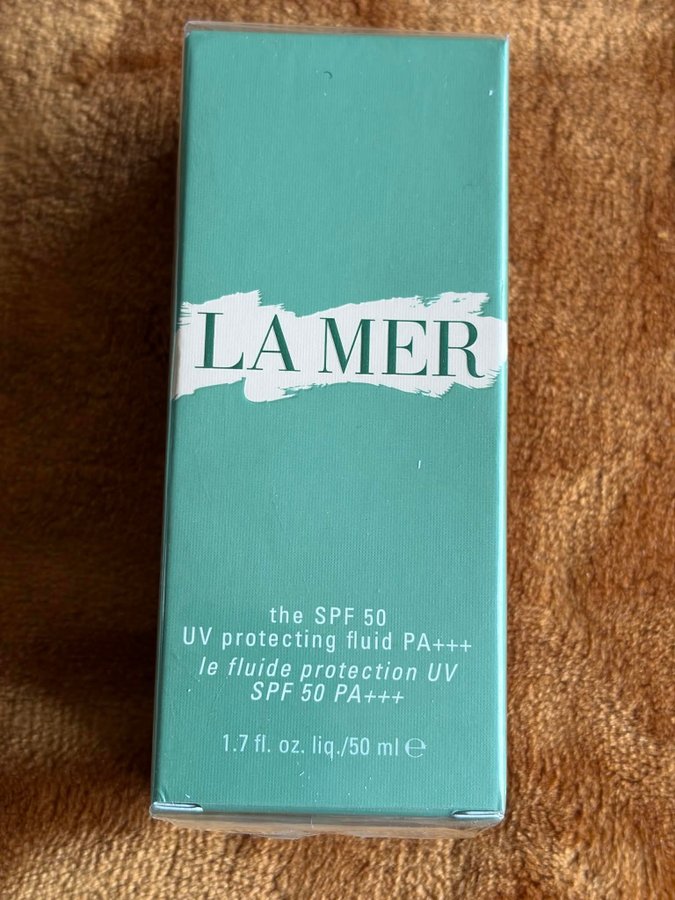 LA MER
the SPF 50
UV protecting fluid PA+++
le fluide protection UV
SPF 50 PA+++
1.7 fl. oz. liq./50 ml ℮